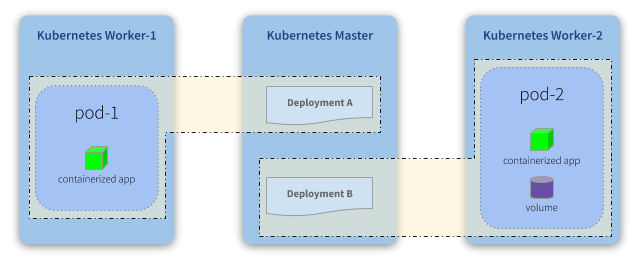 Kubernetes Worker-1
Kubernetes Master
Kubernetes Worker-2
pod-1
containerized app
Deployment A
Deployment B
pod-2
containerized app
volume